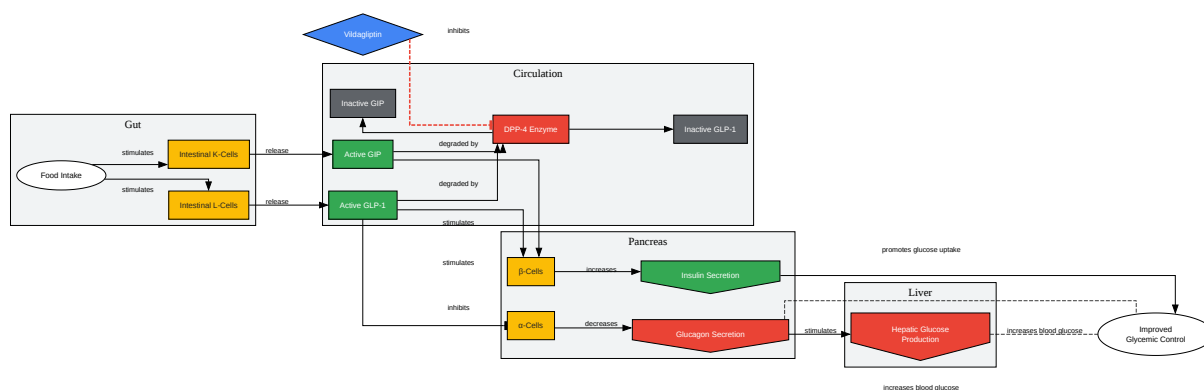 Vildagliptin
inhibits
Circulation
Inactive GIP
DPP-4 Enzyme
Inactive GLP-1
Gut
stimulates
Intestinal K-Cells
release
Active GIP
degraded by
Food Intake
stimulates
Intestinal L-Cells
release
Active GLP-1
degraded by
stimulates
Pancreas
promotes glucose uptake
stimulates
β-Cells
increases
Insulin Secretion
Liver
inhibits
α-Cells
decreases
Glucagon Secretion
stimulates
Hepatic Glucose
Production
increases blood glucose
Improved
Glycemic Control
increases blood glucose